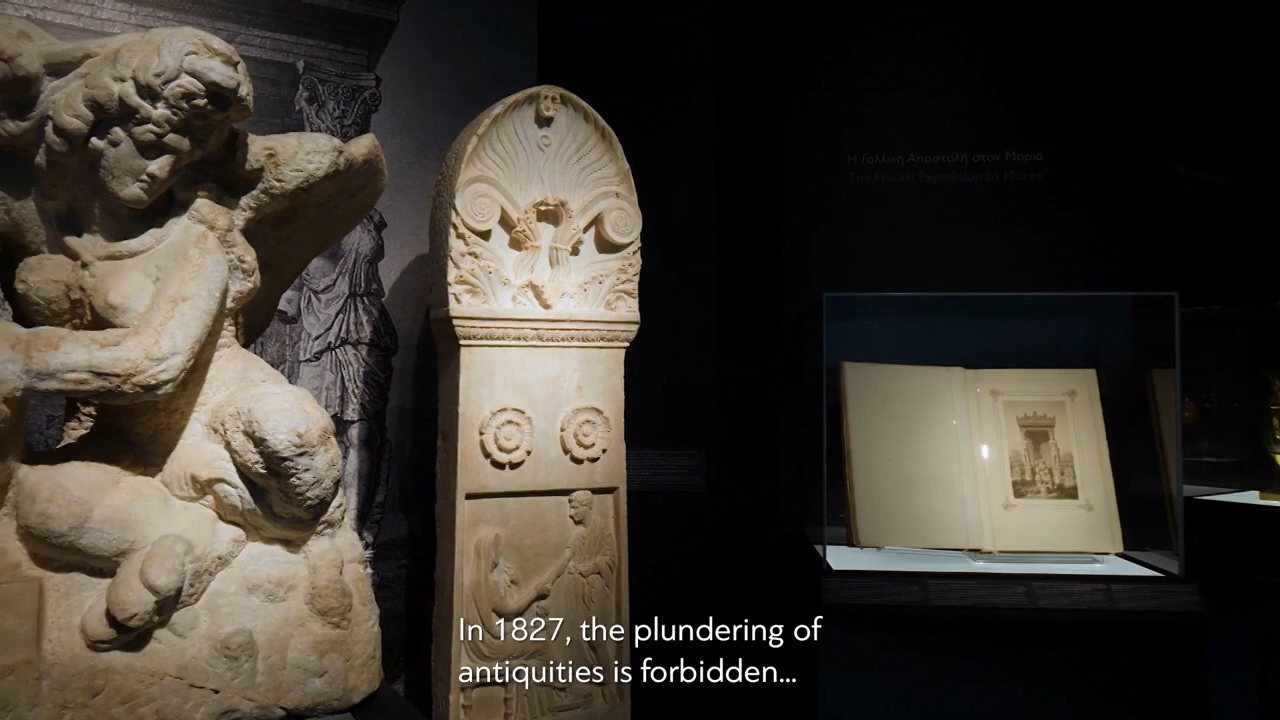 Η Γαλλική Αποστολή στον Μοριά
The French Expedition to Morea
In 1827, the plundering of
antiquities is forbidden...